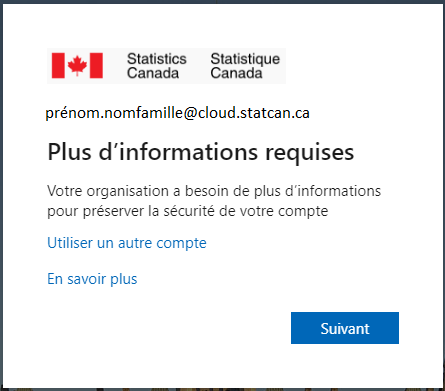 Statistics Statistique
Canada Canada
prénom.nomfamille@cloud.statcan.ca
Plus d’informations requises
Votre organisation a besoin de plus d’informations
pour préserver la sécurité de votre compte
Utiliser un autre compte
En savoir plus
Suivant